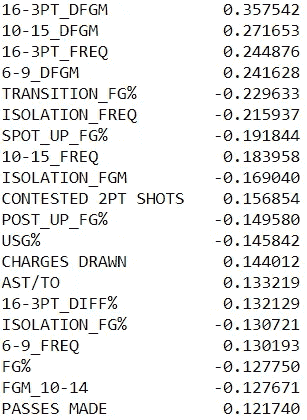 16-3PT_DFGM 0.357542
10-15_DFGM 0.271653
16-3PT_FREQ 0.244876
6-9_DFGM 0.241628
TRANSITION_FG% -0.229633
ISOLATION_FREQ -0.215937
SPOT_UP_FG% -0.191844
10-15_FREQ 0.183958
ISOLATION_FGM -0.169040
CONTESTED 2PT SHOTS 0.156854
POST_UP_FG% -0.149580
USG% -0.145842
CHARGES DRAWN 0.144012
AST/TO 0.133219
16-3PT_DIFF% 0.132129
ISOLATION_FG% -0.130721
6-9_FREQ 0.130193
FG% -0.127750
FGM_10-14 -0.127671
PASSES MADE 0.121740